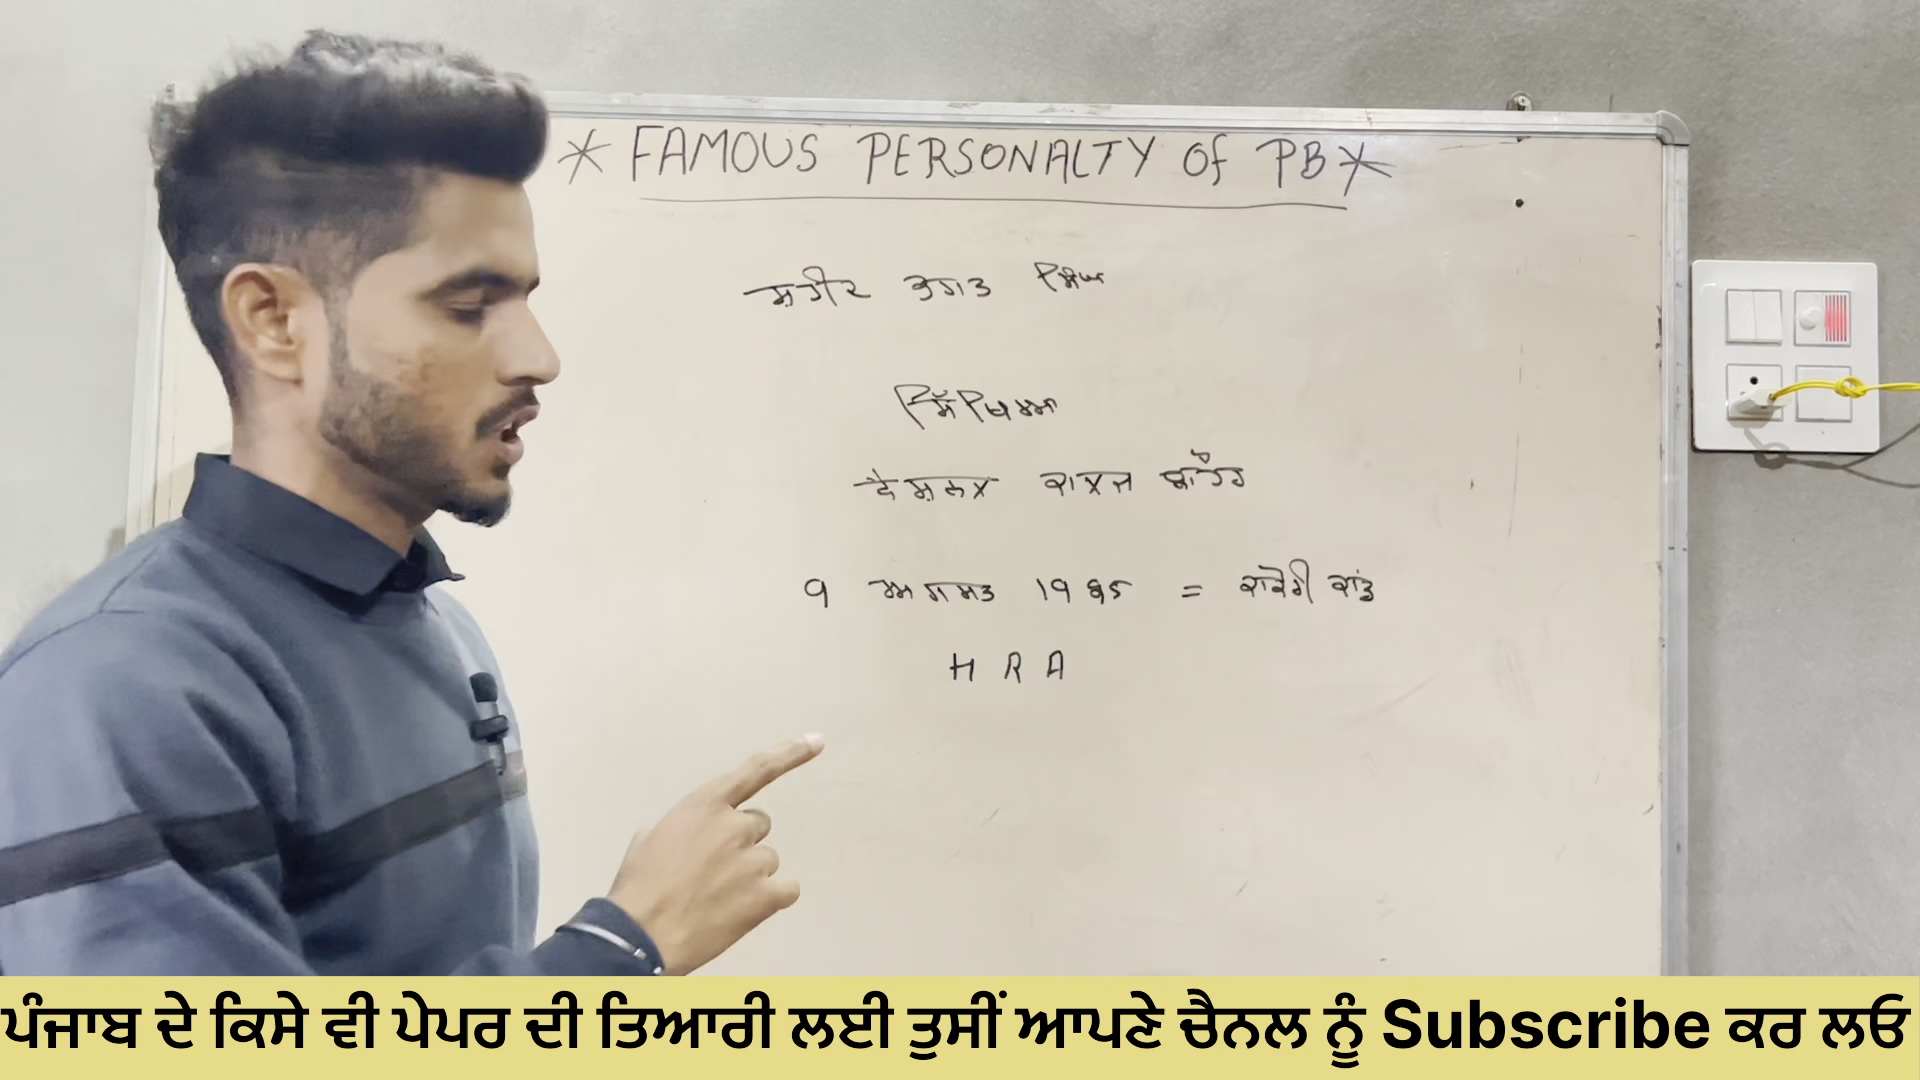 * FAMOUS PERSONALTY Of PB *
ਸ਼ਹੀਦ ਭਗਤ ਸਿੰਘ
ਸਿੱਖਿਆ
ਨੈਸ਼ਨਲ ਕਾਲਜ ਲਾਹੌਰ
9 ਅਗਸਤ 1925 = ਕਾਕੋਰੀ ਕਾਂਡ
H R A
ਪੰਜਾਬ ਦੇ ਕਿਸੇ ਵੀ ਪੇਪਰ ਦੀ ਤਿਆਰੀ ਲਈ ਤੁਸੀਂ ਆਪਣੇ ਚੈਨਲ ਨੂੰ Subscribe ਕਰ ਲਓ